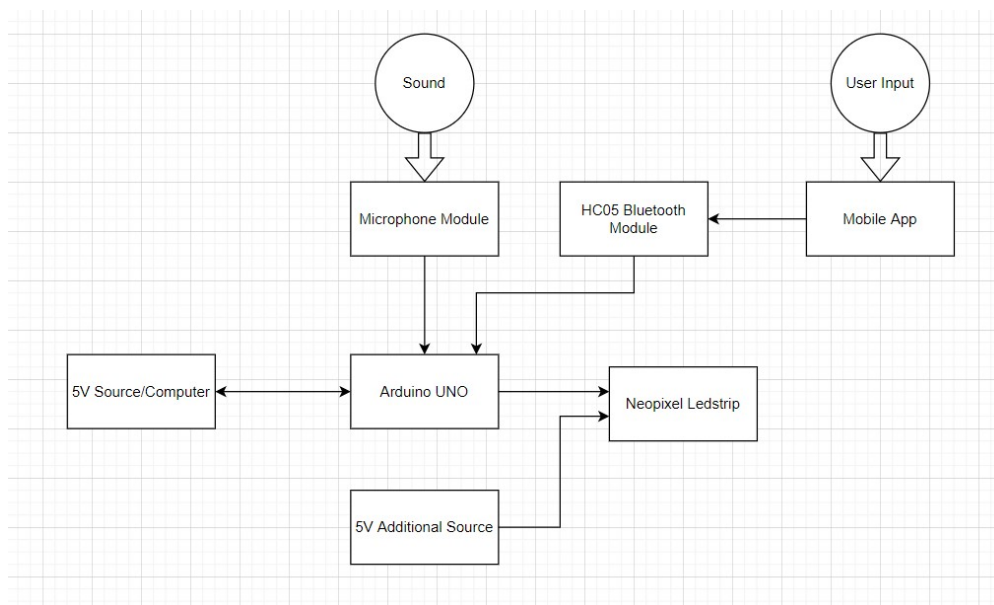 Sound
User Input
Microphone Module
HC05 Bluetooth
Module
Mobile App
5V Source/Computer
Arduino UNO
Neopixel Ledstrip
5V Additional Source